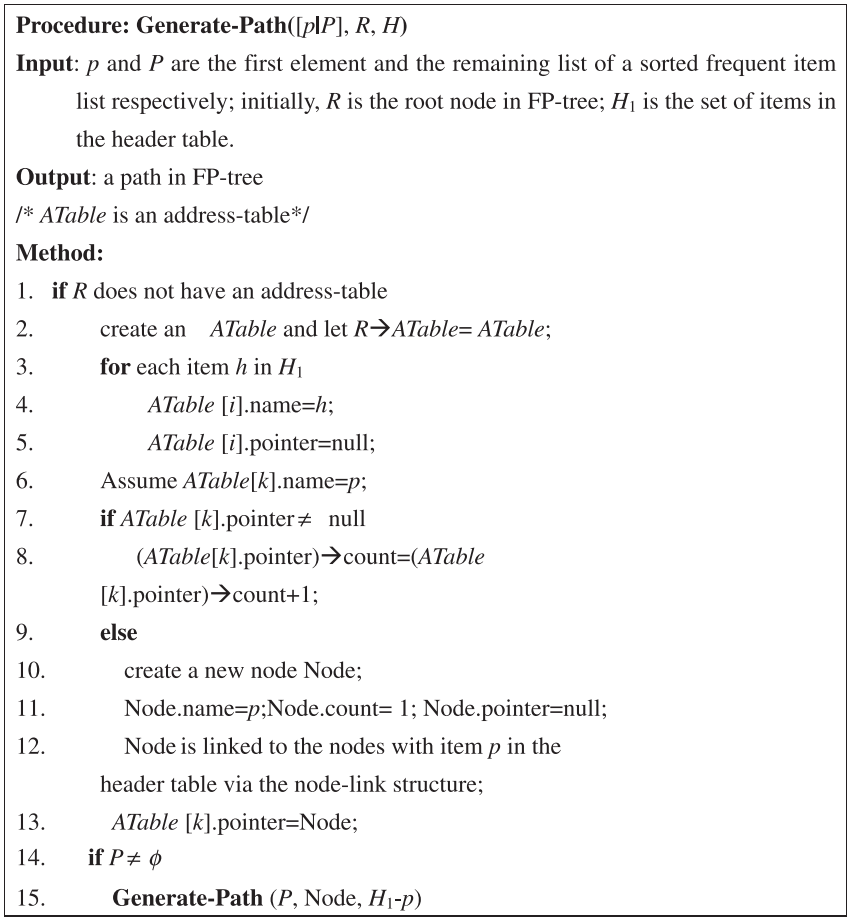 Procedure: Generate-Path([p|P], R, H)
Input: p and P are the first element and the remaining list of a sorted frequent item
list respectively; initially, R is the root node in FP-tree; H₁ is the set of items in
the header table.
Output: a path in FP-tree
/* ATable is an address-table*/
Method:
1. if R does not have an address-table
2. create an ATable and let R→ATable= ATable;
3. for each item h in H₁
4. ATable [i].name=h;
5. ATable [i].pointer=null;
6. Assume ATable[k].name=p;
7. if ATable [k].pointer≠ null
8. (ATable[k].pointer)→count=(ATable
[k].pointer)→count+1;
9. else
10. create a new node Node;
11. Node.name=p;Node.count= 1; Node.pointer=null;
12. Node is linked to the nodes with item p in the
header table via the node-link structure;
13. ATable [k].pointer=Node;
14. if P≠ ϕ
15. Generate-Path (P, Node, H₁-p)